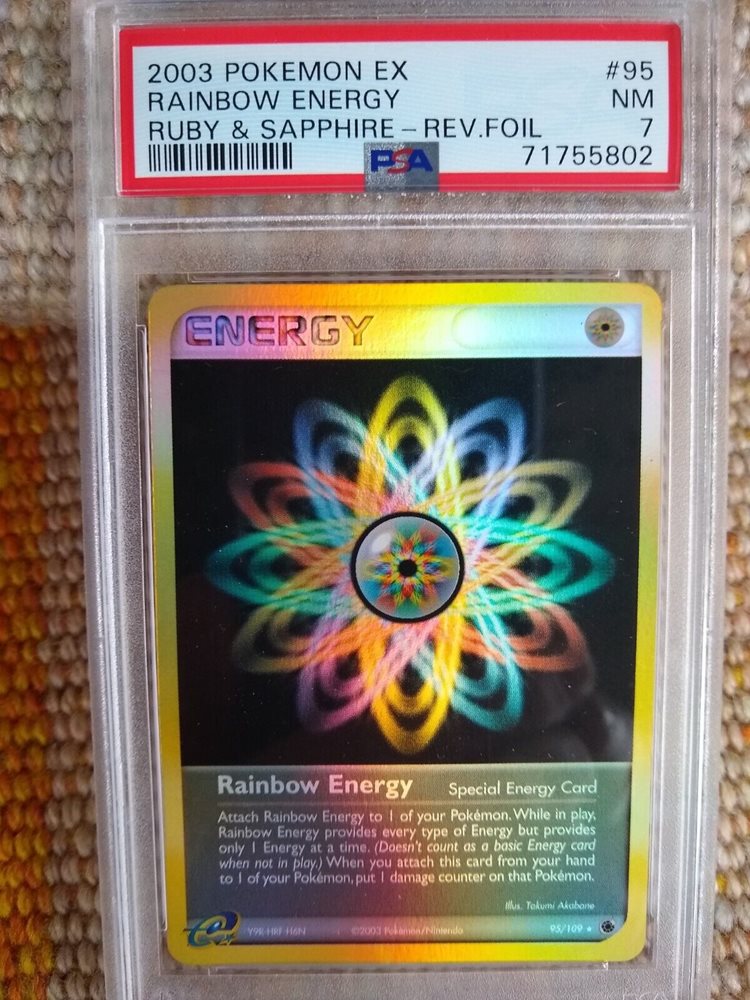 2003 POKEMON EX #95
RAINBOW ENERGY NM
RUBY & SAPPHIRE – REV.FOIL 7
PSA 71755802
ENERGY
Rainbow Energy Special Energy Card
Attach Rainbow Energy to 1 of your Pokémon. While in play,
Rainbow Energy provides every type of Energy but provides
only 1 Energy at a time. (Doesn't count as a basic Energy card
when not in play.) When you attach this card from your hand
to 1 of your Pokémon, put 1 damage counter on that Pokémon.
Illus. Takumi Akabane
e Y9R HRF H6N ©2003 Pokémon/Nintendo 95/109 ★